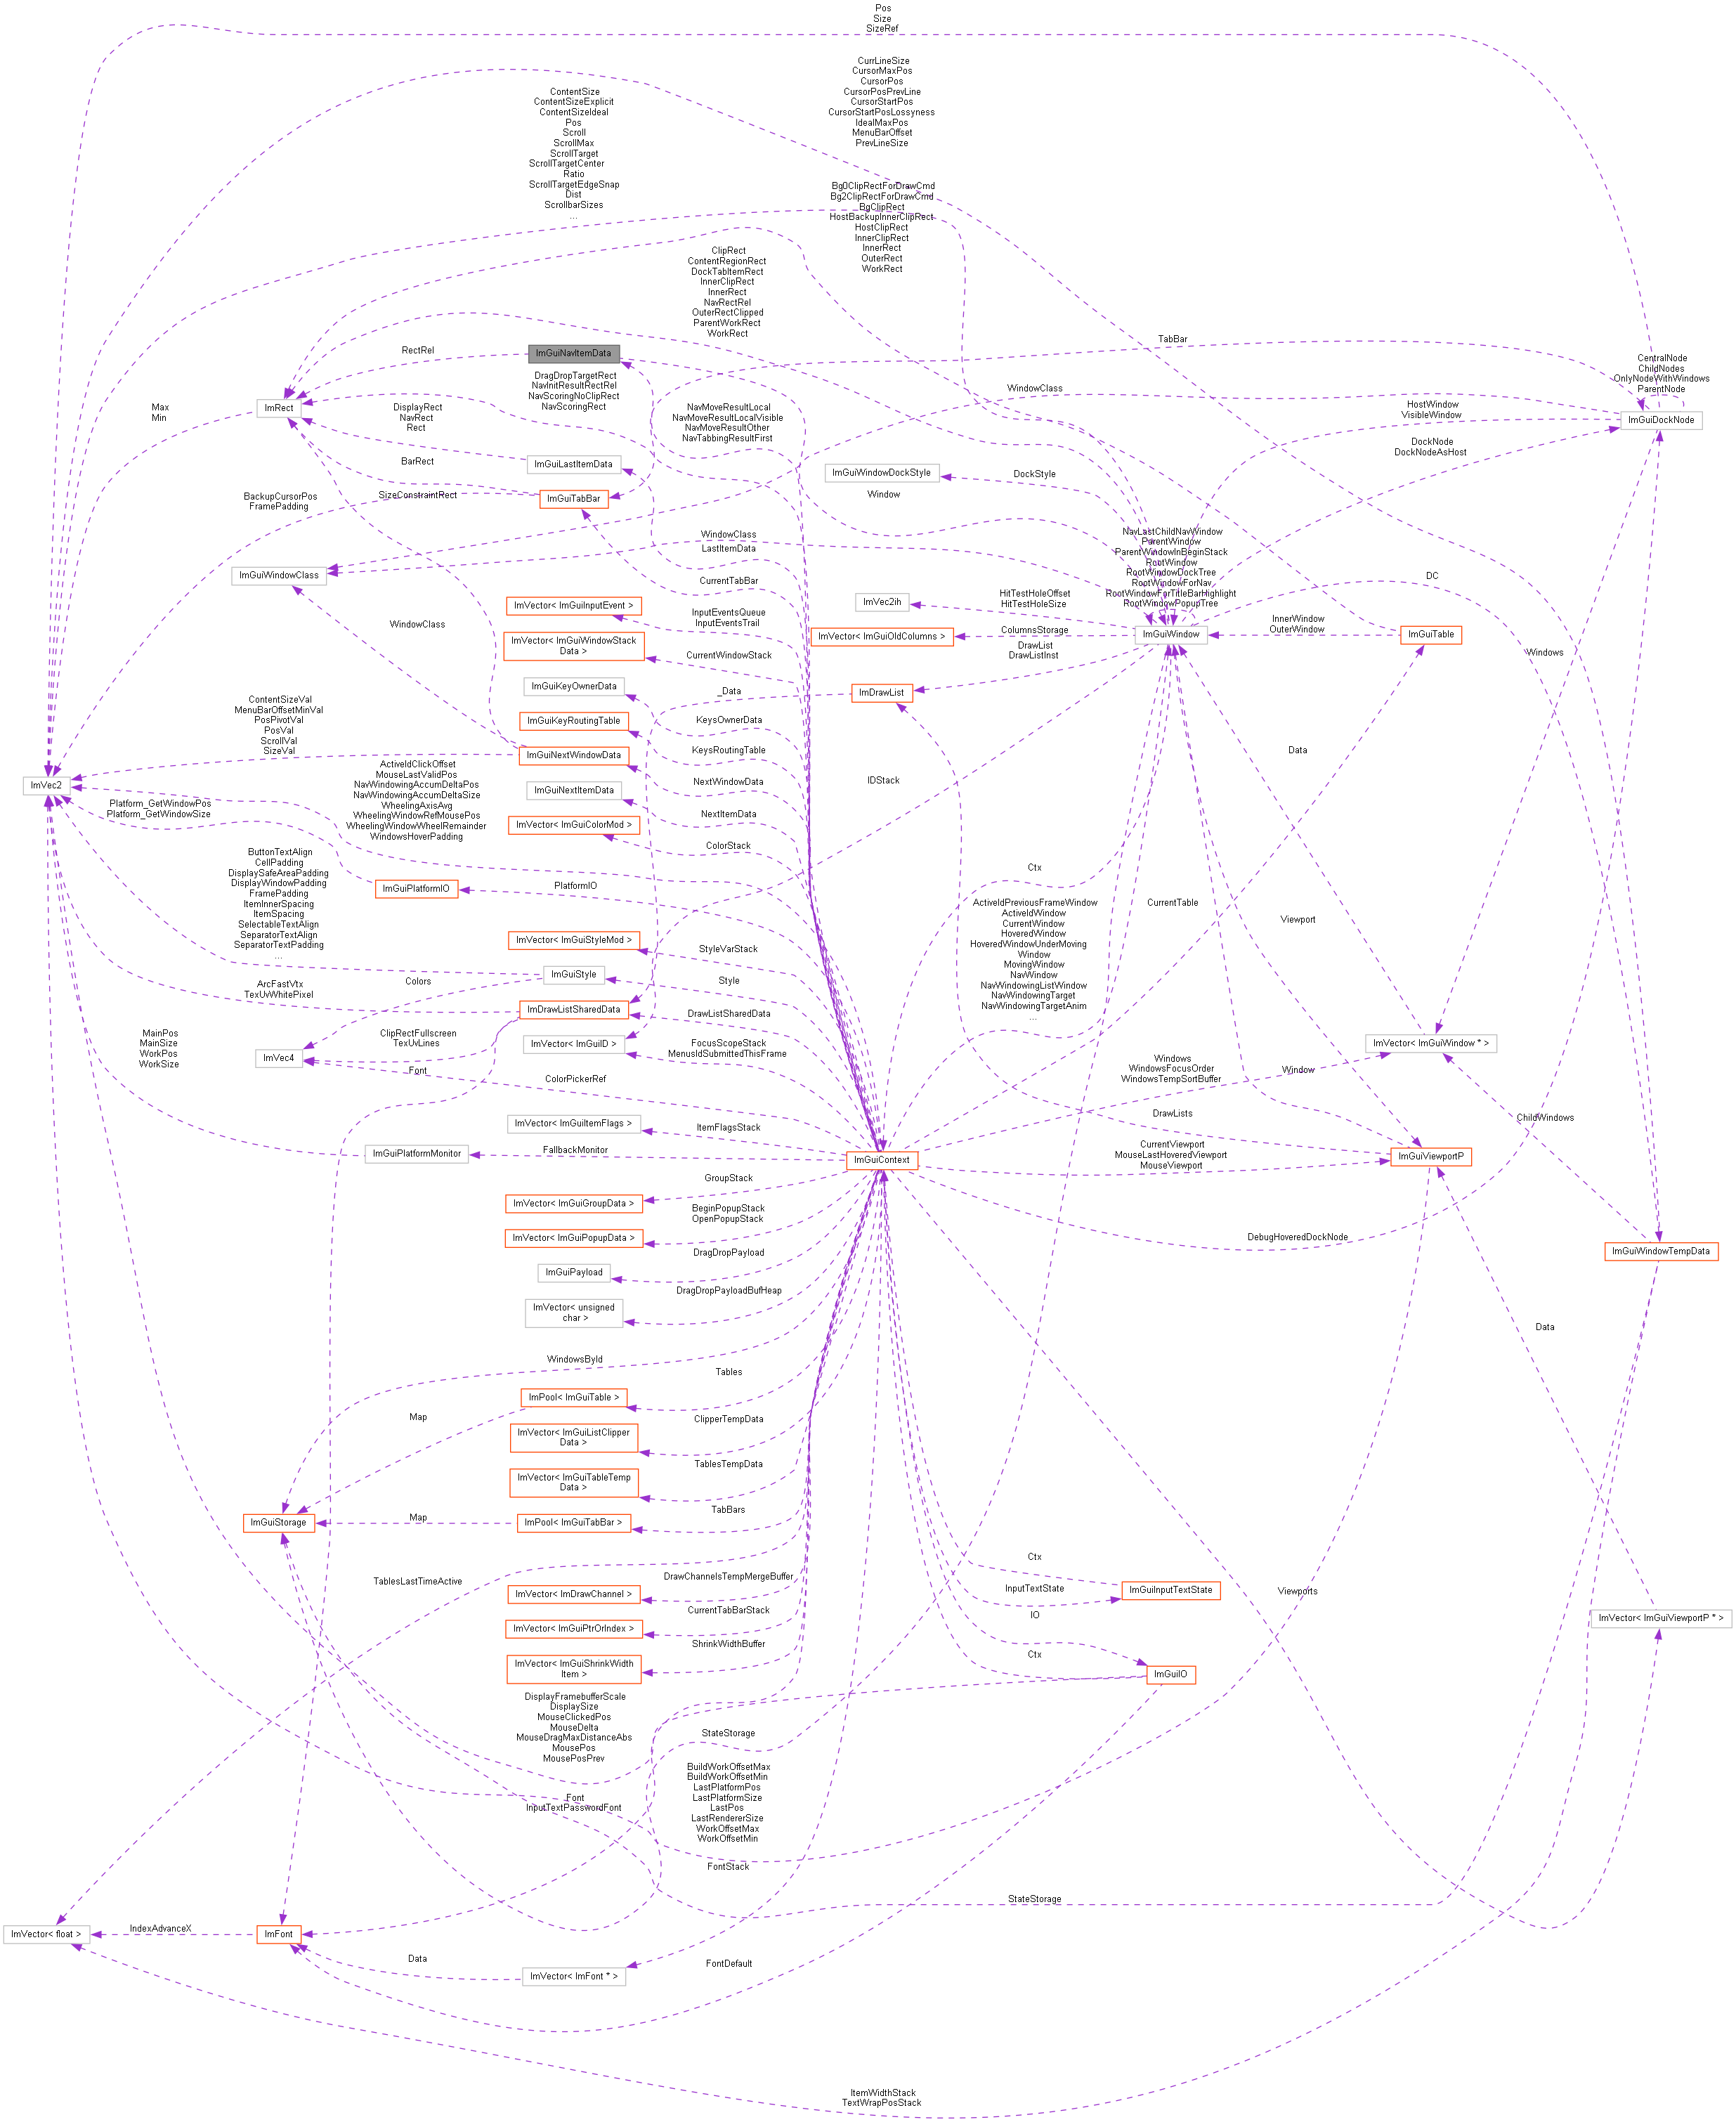 Pos
Size
SizeRef
CurrLineSize
CursorMaxPos
CursorPos
CursorPosPrevLine
CursorStartPos
CursorStartPosLossyness
IdealMaxPos
MenuBarOffset
PrevLineSize
ContentSize
ContentSizeExplicit
ContentSizeIdeal
Pos
Scroll
ScrollMax
ScrollTarget
ScrollTargetCenter
Ratio
ScrollTargetEdgeSnap
Dist
ScrollbarSizes
...
Bg0ClipRectForDrawCmd
Bg2ClipRectForDrawCmd
BgClipRect
HostBackupInnerClipRect
HostClipRect
InnerClipRect
InnerRect
OuterRect
WorkRect
ClipRect
ContentRegionRect
DockTabItemRect
InnerClipRect
InnerRect
NavRectRel
OuterRectClipped
ParentWorkRect
WorkRect
TabBar
RectRel
ImGuiNavItemData
CentralNode
ChildNodes
OnlyNodeWithWindows
ParentNode
DragDropTargetRect
NavInitResultRectRel
NavScoringNoClipRect
NavScoringRect
WindowClass
Max
Min
ImRect
DisplayRect
NavRect
Rect
NavMoveResultLocal
NavMoveResultLocalVisible
NavMoveResultOther
NavTabbingResultFirst
HostWindow
VisibleWindow
ImGuiDockNode
DockNode
DockNodeAsHost
BarRect
ImGuiLastItemData
ImGuiWindowDockStyle
DockStyle
BackupCursorPos
FramePadding
SizeConstraintRect
ImGuiTabBar
Window
WindowClass
LastItemData
NavLastChildNavWindow
ParentWindow
ParentWindowInBeginStack
RootWindow
RootWindowDockTree
RootWindowForNav
RootWindowForTitleBarHighlight
RootWindowPopupTree
ImGuiWindowClass
CurrentTabBar
DC
ImVector< ImGuiInputEvent >
InputEventsQueue
InputEventsTrail
ImVec2ih
HitTestHoleOffset
HitTestHoleSize
WindowClass
ImVector< ImGuiWindowStack
Data >
CurrentWindowStack
ImVector< ImGuiOldColumns >
ColumnsStorage
ImGuiWindow
InnerWindow
OuterWindow
ImGuiTable
DrawList
DrawListInst
Windows
ImGuiKeyOwnerData
_Data
ImDrawList
ContentSizeVal
MenuBarOffsetMinVal
PosPivotVal
PosVal
ScrollVal
SizeVal
ImGuiKeyRoutingTable
KeysOwnerData
KeysRoutingTable
ImGuiNextWindowData
NextWindowData
IDStack
Data
ImVec2
ActiveIdClickOffset
MouseLastValidPos
NavWindowingAccumDeltaPos
NavWindowingAccumDeltaSize
WheelingAxisAvg
WheelingWindowRefMousePos
WheelingWindowWheelRemainder
WindowsHoverPadding
Platform_GetWindowPos
Platform_GetWindowSize
ImGuiNextItemData
NextItemData
ImVector< ImGuiColorMod >
ColorStack
ButtonTextAlign
CellPadding
DisplaySafeAreaPadding
DisplayWindowPadding
FramePadding
ItemInnerSpacing
ItemSpacing
SelectableTextAlign
SeparatorTextAlign
SeparatorTextPadding
...
ImGuiPlatformIO
PlatformIO
Ctx
CurrentTable
ActiveIdPreviousFrameWindow
ActiveIdWindow
CurrentWindow
HoveredWindow
HoveredWindowUnderMoving
Window
MovingWindow
NavWindow
NavWindowingListWindow
NavWindowingTarget
NavWindowingTargetAnim
...
Viewport
ImVector< ImGuiStyleMod >
StyleVarStack
ArcFastVtx
TexUvWhitePixel
Colors
ImGuiStyle
Style
ImDrawListSharedData
DrawListSharedData
MainPos
MainSize
WorkPos
WorkSize
ImVec4
ClipRectFullscreen
TexUvLines
ImVector< ImGuiID >
FocusScopeStack
MenusIdSubmittedThisFrame
ImVector< ImGuiWindow * >
Font
ColorPickerRef
Windows
WindowsFocusOrder
WindowsTempSortBuffer
Window
ImVector< ImGuiItemFlags >
ItemFlagsStack
DrawLists
ChildWindows
ImGuiPlatformMonitor
FallbackMonitor
ImGuiContext
CurrentViewport
MouseLastHoveredViewport
MouseViewport
ImGuiViewportP
ImVector< ImGuiGroupData >
GroupStack
ImVector< ImGuiPopupData >
BeginPopupStack
OpenPopupStack
DebugHoveredDockNode
ImGuiWindowTempData
ImGuiPayload
DragDropPayload
ImVector< unsigned
char >
DragDropPayloadBufHeap
Data
WindowsById
Tables
ImPool< ImGuiTable >
Map
ImVector< ImGuiListClipper
Data >
ClipperTempData
ImVector< ImGuiTableTemp
Data >
TablesTempData
ImGuiStorage
Map
ImPool< ImGuiTabBar >
TabBars
TablesLastTimeActive
ImVector< ImDrawChannel >
DrawChannelsTempMergeBuffer
Ctx
InputTextState
ImGuiInputTextState
Viewports
ImVector< ImGuiPtrOrIndex >
CurrentTabBarStack
IO
ImVector< ImGuiViewportP * >
ImVector< ImGuiShrinkWidth
Item >
ShrinkWidthBuffer
Ctx
ImGuiIO
DisplayFramebufferScale
DisplaySize
MouseClickedPos
MouseDelta
MouseDragMaxDistanceAbs
MousePos
MousePosPrev
StateStorage
Font
InputTextPasswordFont
BuildWorkOffsetMax
BuildWorkOffsetMin
LastPlatformPos
LastPlatformSize
LastPos
LastRendererSize
WorkOffsetMax
WorkOffsetMin
FontStack
StateStorage
ImVector< float >
IndexAdvanceX
ImFont
Data
ImVector< ImFont * >
FontDefault
ItemWidthStack
TextWrapPosStack